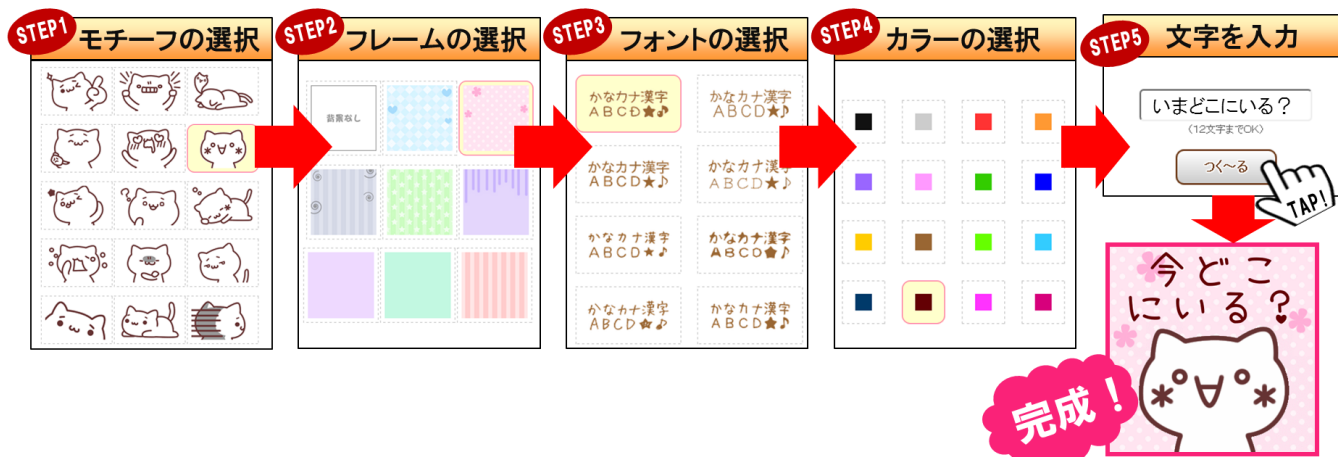 STEP1
モチーフの選択
STEP2
フレームの選択
背景なし
STEP3
フォントの選択
かなカナ漢字
ABCD★♪
かなカナ漢字
ABCD★♪
かなカナ漢字
ABCD★♪
かなカナ漢字
ABCD★♪
かなカナ漢字
ABCD★♪
かなカナ漢字
ABCD★♪
かなカナ漢字
ABCD★♪
かなカナ漢字
ABCD★♪
STEP4
カラーの選択
STEP5
文字を入力
いまどこにいる？
(12文字までOK)
つく～る
TAP!
今どこ
にいる？
完成！